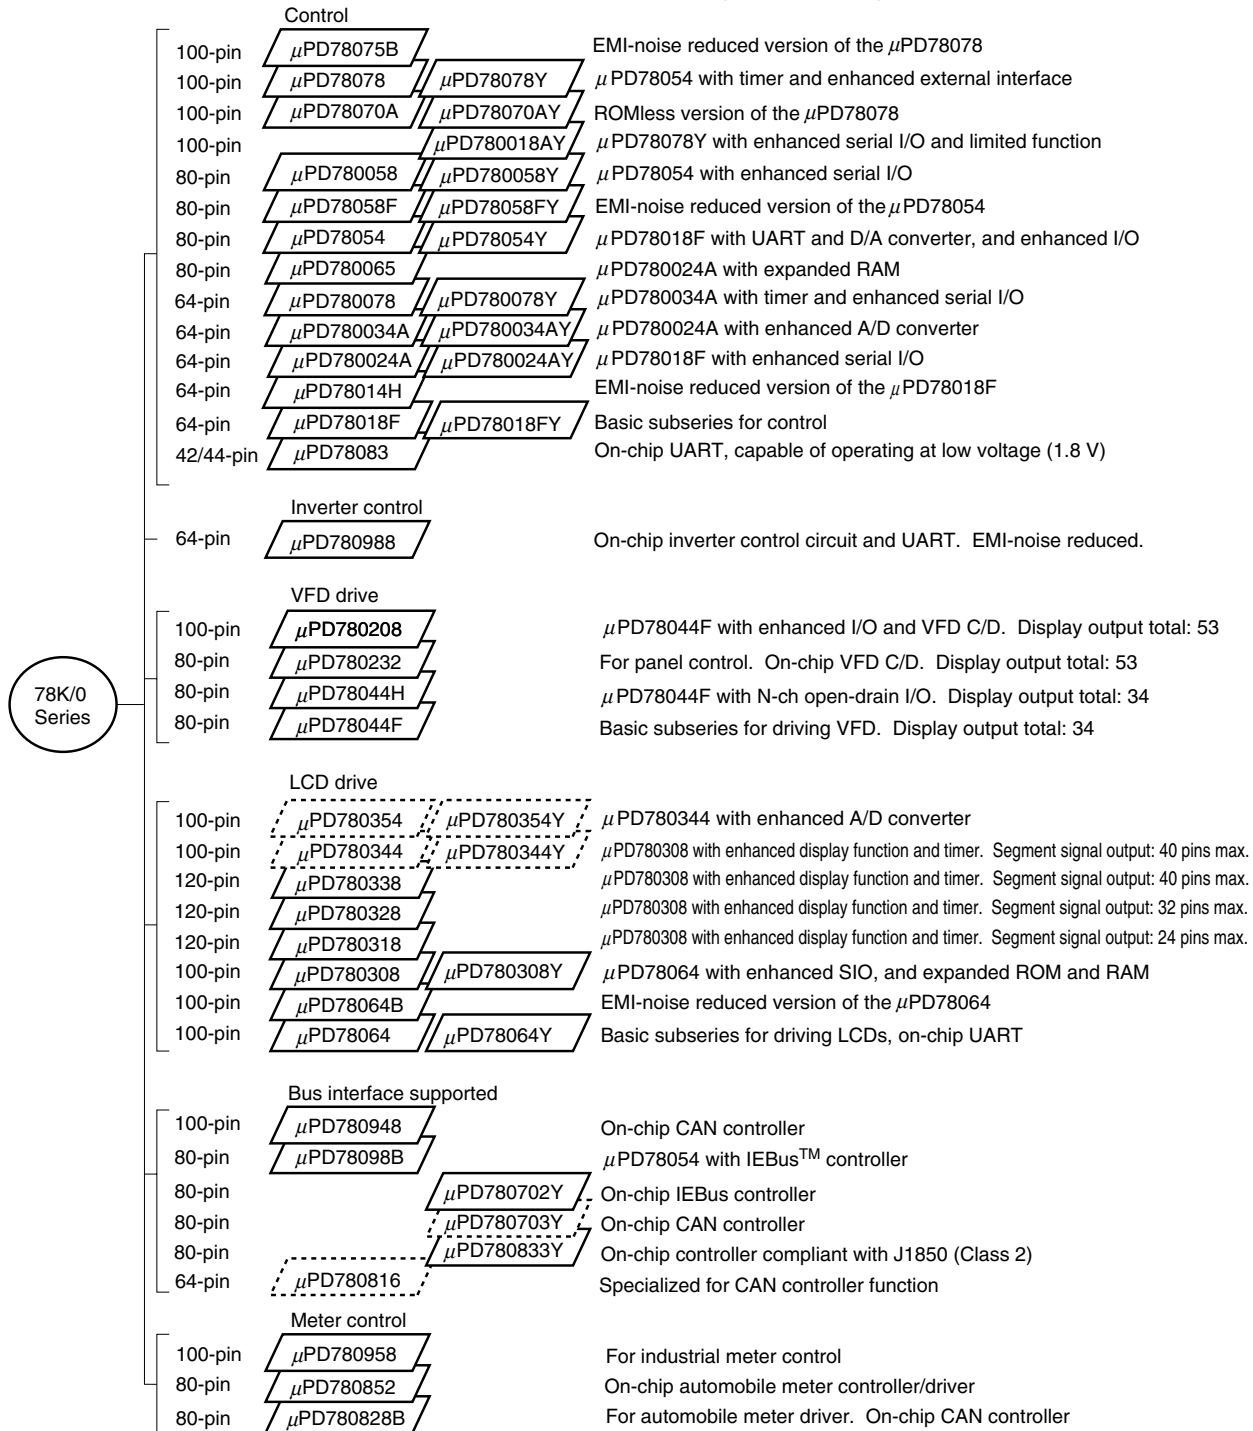 Control
100-pin μPD78075B EMI-noise reduced version of the μPD78078
100-pin μPD78078 μPD78078Y μPD78054 with timer and enhanced external interface
100-pin μPD78070A μPD78070AY ROMless version of the μPD78078
100-pin μPD780018AY μPD78078Y with enhanced serial I/O and limited function
80-pin μPD780058 μPD780058Y μPD78054 with enhanced serial I/O
80-pin μPD78058F μPD78058FY EMI-noise reduced version of the μPD78054
80-pin μPD78054 μPD78054Y μPD78018F with UART and D/A converter, and enhanced I/O
80-pin μPD780065 μPD780024A with expanded RAM
64-pin μPD780078 μPD780078Y μPD780034A with timer and enhanced serial I/O
64-pin μPD780034A μPD780034AY μPD780024A with enhanced A/D converter
64-pin μPD780024A μPD780024AY μPD78018F with enhanced serial I/O
64-pin μPD78014H EMI-noise reduced version of the μPD78018F
64-pin μPD78018F μPD78018FY Basic subseries for control
42/44-pin μPD78083 On-chip UART, capable of operating at low voltage (1.8 V)
Inverter control
64-pin μPD780988 On-chip inverter control circuit and UART. EMI-noise reduced.
VFD drive
100-pin μPD780208 μPD78044F with enhanced I/O and VFD C/D. Display output total: 53
80-pin μPD780232 For panel control. On-chip VFD C/D. Display output total: 53
78K/0 Series
80-pin μPD78044H μPD78044F with N-ch open-drain I/O. Display output total: 34
80-pin μPD78044F Basic subseries for driving VFD. Display output total: 34
LCD drive
100-pin μPD780354 μPD780354Y μPD780344 with enhanced A/D converter
100-pin μPD780344 μPD780344Y μPD780308 with enhanced display function and timer. Segment signal output: 40 pins max.
120-pin μPD780338 μPD780308 with enhanced display function and timer. Segment signal output: 40 pins max.
120-pin μPD780328 μPD780308 with enhanced display function and timer. Segment signal output: 32 pins max.
120-pin μPD780318 μPD780308 with enhanced display function and timer. Segment signal output: 24 pins max.
100-pin μPD780308 μPD780308Y μPD78064 with enhanced SIO, and expanded ROM and RAM
100-pin μPD78064B EMI-noise reduced version of the μPD78064
100-pin μPD78064 μPD78064Y Basic subseries for driving LCDs, on-chip UART
Bus interface supported
100-pin μPD780948 On-chip CAN controller
80-pin μPD78098B μPD78054 with IEBus™ controller
80-pin μPD780702Y On-chip IEBus controller
80-pin μPD780703Y On-chip CAN controller
80-pin μPD780833Y On-chip controller compliant with J1850 (Class 2)
64-pin μPD780816 Specialized for CAN controller function
Meter control
100-pin μPD780958 For industrial meter control
80-pin μPD780852 On-chip automobile meter controller/driver
80-pin μPD780828B For automobile meter driver. On-chip CAN controller